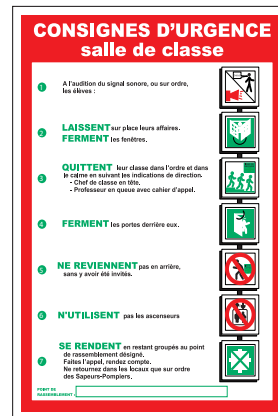 CONSIGNES D'URGENCE
salle de classe
1 A l'audition du signal sonore, ou sur ordre,
les élèves :
2 LAISSENT sur place leurs affaires.
FERMENT les fenêtres.
3 QUITTENT leur classe dans l'ordre et dans
le calme en suivant les indications de direction.
- Chef de classe en tête.
- Professeur en queue avec cahier d'appel.
4 FERMENT les portes derrière eux.
5 NE REVIENNENT pas en arrière,
sans y avoir été invités.
6 N'UTILISENT pas les ascenseurs
7 SE RENDENT en restant groupés au point
de rassemblement désigné.
Faites l'appel, rendez compte.
Ne retournez dans les locaux que sur ordre
des Sapeurs-Pompiers.
POINT DE
RASSEMBLEMENT :